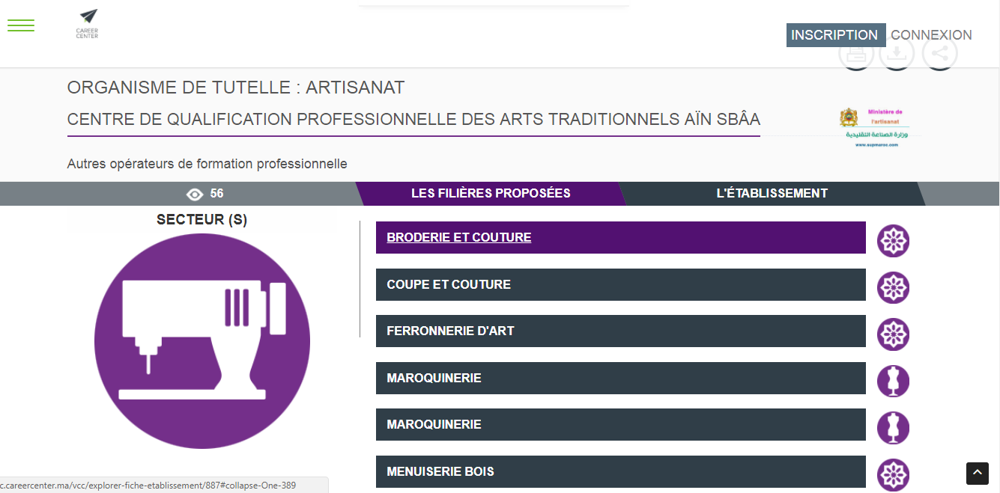 CAREER
CENTER
INSCRIPTION
CONNEXION
ORGANISME DE TUTELLE : ARTISANAT
CENTRE DE QUALIFICATION PROFESSIONNELLE DES ARTS TRADITIONNELS AÏN SBÂA
Ministère de
l'artisanat
وزارة الصناعة التقليدية
www.aupmaroc.com
Autres opérateurs de formation professionnelle
56
LES FILIÈRES PROPOSÉES
L'ÉTABLISSEMENT
SECTEUR (S)
BRODERIE ET COUTURE
COUPE ET COUTURE
FERRONNERIE D'ART
MAROQUINERIE
MAROQUINERIE
MENUISERIE BOIS
c.careercenter.ma/vcc/explorer-fiche-etablissement/887#collapse-One-389